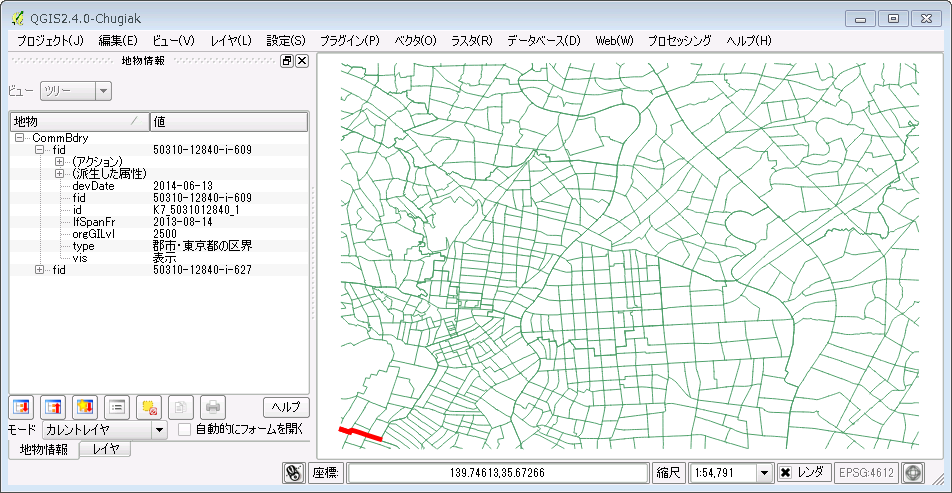 QGIS2.4.0-Chugiak
プロジェクト(J) 編集(E) ビュー(V) レイヤ(L) 設定(S) プラグイン(P) ベクタ(O) ラスタ(R) データベース(D) Web(W) プロセッシング ヘルプ(H)
地物情報
ビュー ツリー
地物 値
CommBdry
fid 50310-12840-i-609
(アクション)
(派生した属性)
devDate 2014-06-13
fid 50310-12840-i-609
id K7_5031012840_1
lfSpanFr 2013-08-14
orgGILvl 2500
type 郡市・東京都の区界
vis 表示
fid 50310-12840-i-627
ヘルプ
モード カレントレイヤ 自動的にフォームを開く
地物情報 レイヤ
座標: 139.74613,35.67266 縮尺 1:54,791 レンダ EPSG:4612